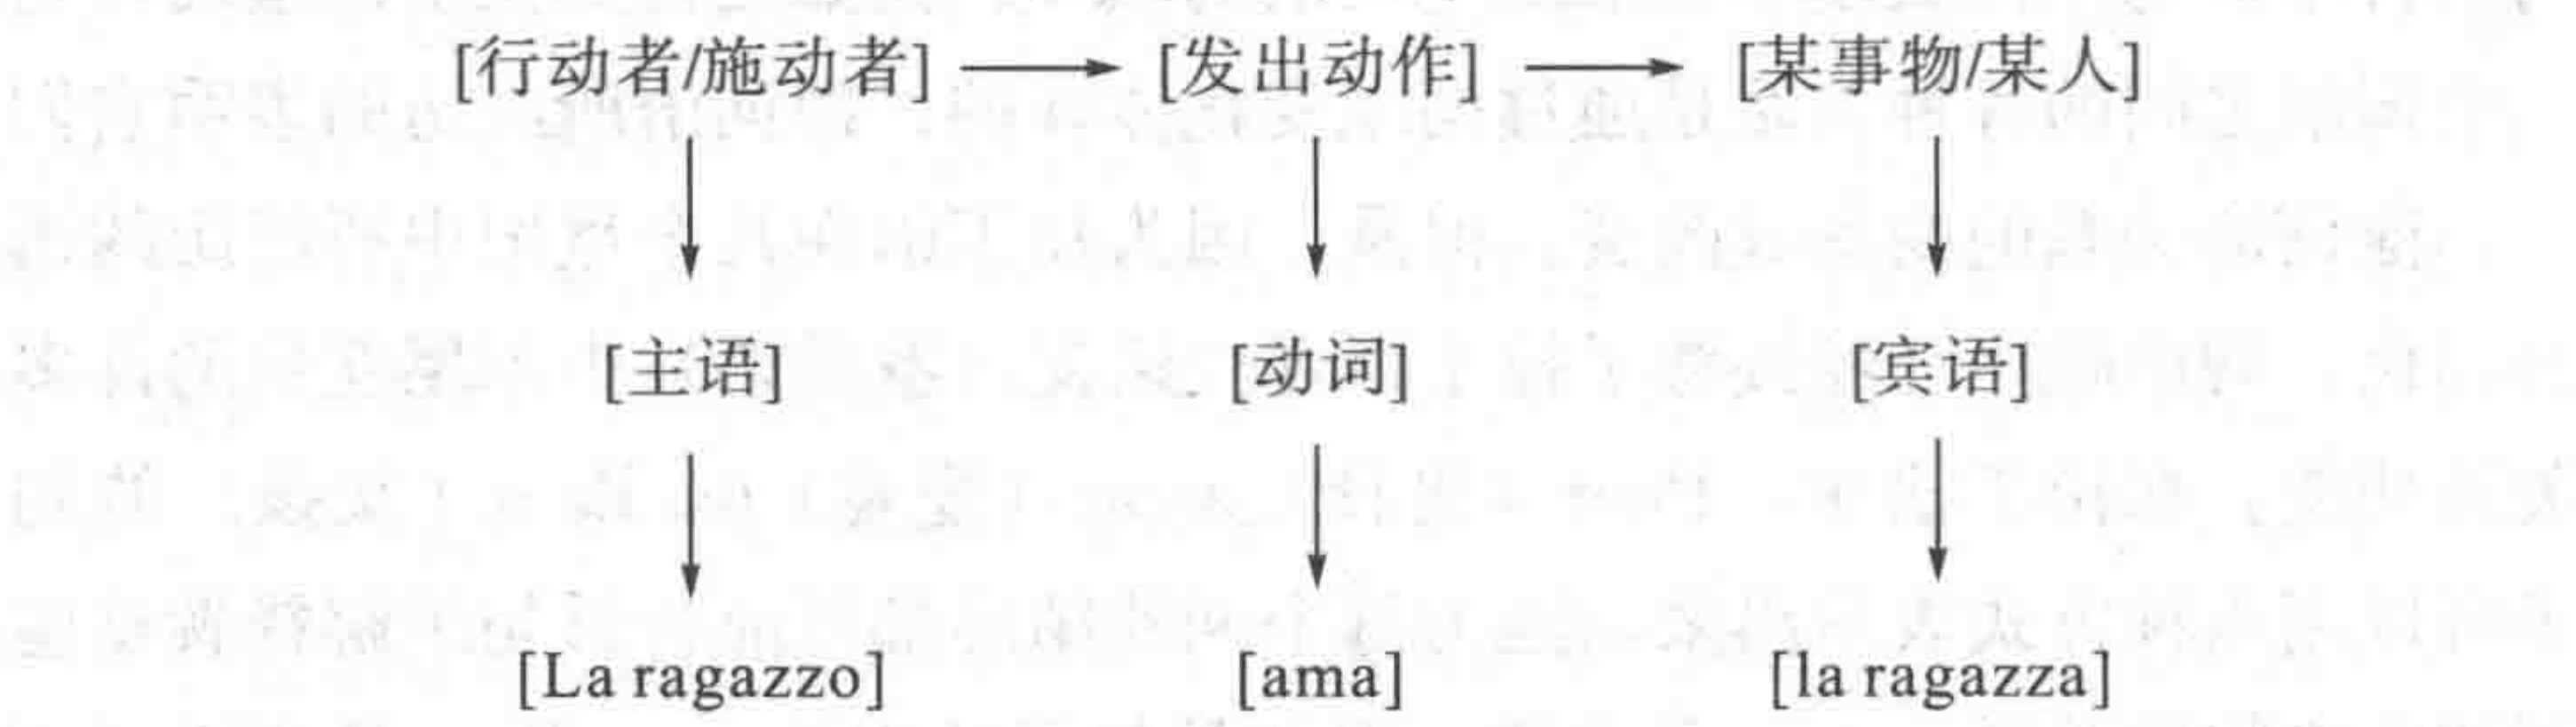 [行动者/施动者] [发出动作] [某事物/某人]
[主语] [动词] [宾语]
[La ragazzo] [ama] [la ragazza]